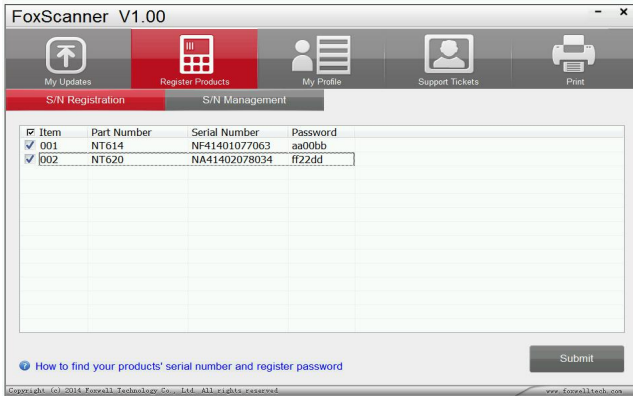 FoxScanner V1.00
My Updates Register Products My Profile Support Tickets Print
S/N Registration S/N Management
Item Part Number Serial Number Password
001 NT614 NF41401077063 aa00bb
002 NT620 NA41402078034 ff22dd
Submit
How to find your products' serial number and register password
Copyright (c) 2014 Foxwell Technology Co., Ltd. All rights reserved www.foxwelltech.com